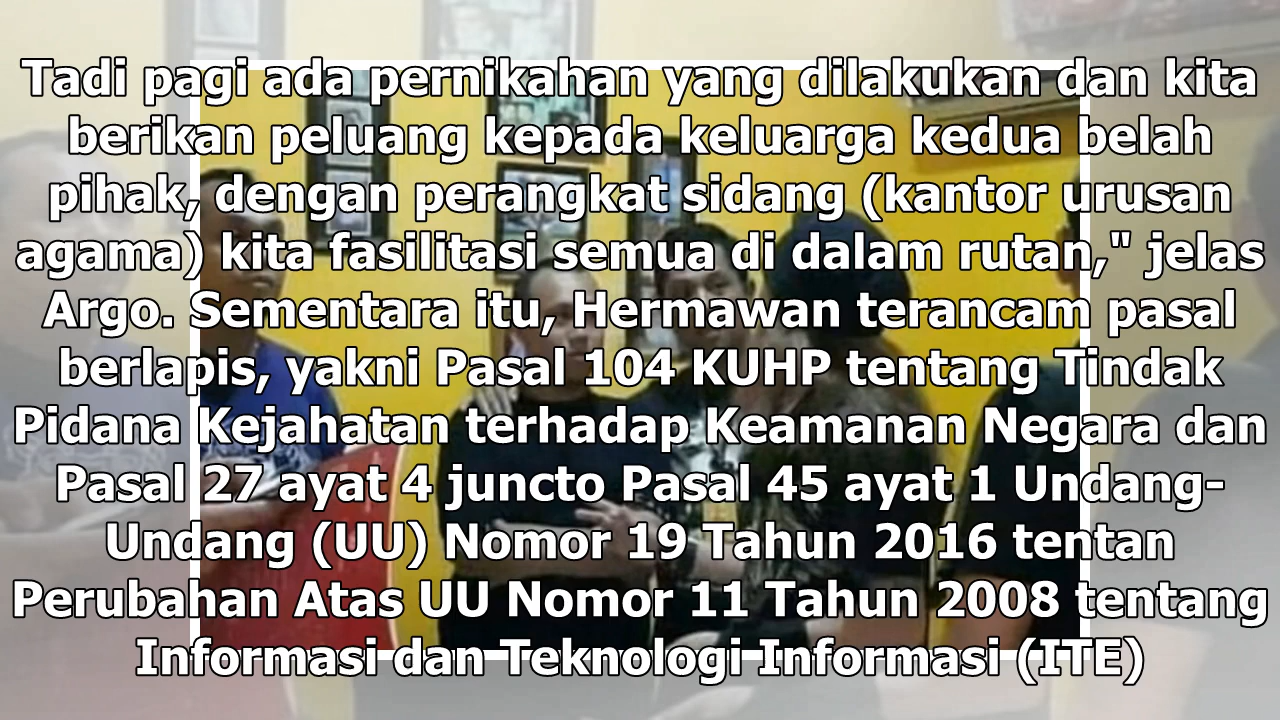 Tadi pagi ada pernikahan yang dilakukan dan kita
berikan peluang kepada keluarga kedua belah
pihak, dengan perangkat sidang (kantor urusan
agama) kita fasilitasi semua di dalam rutan," jelas
Argo. Sementara itu, Hermawan terancam pasal
berlapis, yakni Pasal 104 KUHP tentang Tindak
Pidana Kejahatan terhadap Keamanan Negara dan
Pasal 27 ayat 4 juncto Pasal 45 ayat 1 Undang-
Undang (UU) Nomor 19 Tahun 2016 tentan
Perubahan Atas UU Nomor 11 Tahun 2008 tentang
Informasi dan Teknologi Informasi (ITE)